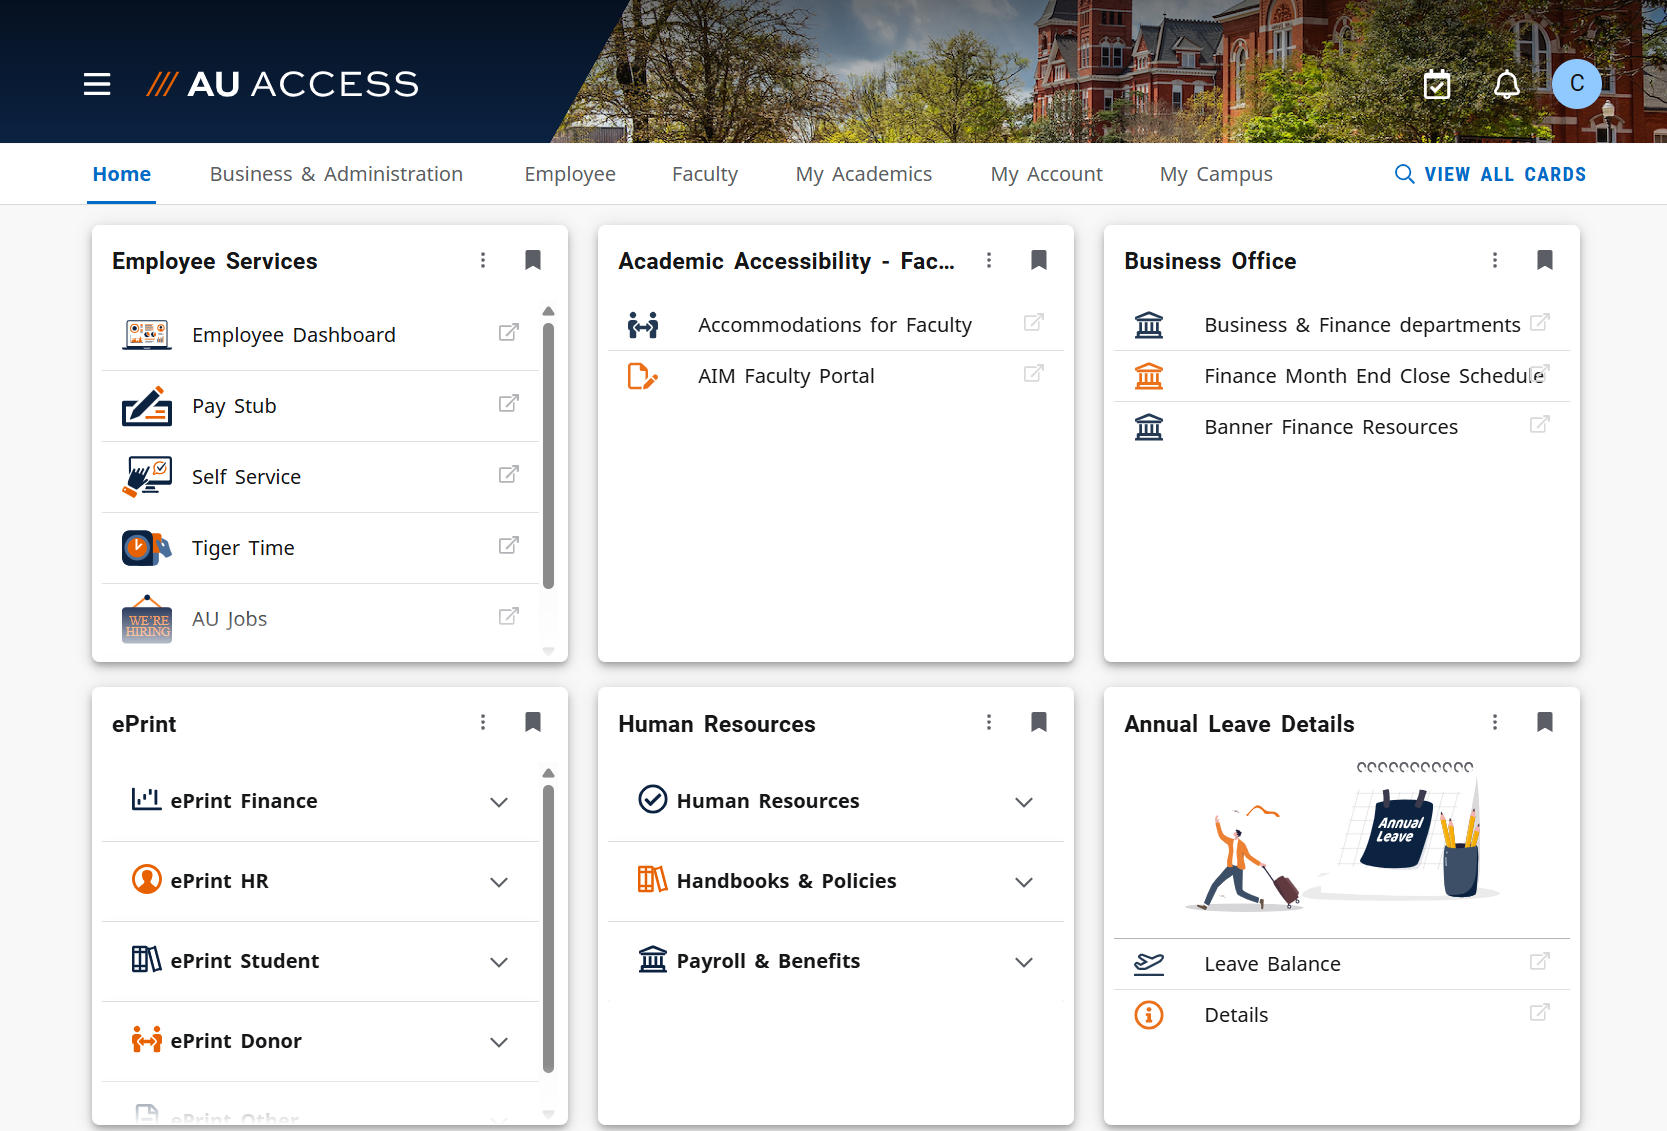 AU ACCESS
C
Home
Business & Administration
Employee
Faculty
My Academics
My Account
My Campus
VIEW ALL CARDS
Employee Services
Employee Dashboard
Pay Stub
Self Service
Tiger Time
WE'RE
HIRING
AU Jobs
Academic Accessibility - Fac...
Accommodations for Faculty
AIM Faculty Portal
Business Office
Business & Finance departments
Finance Month End Close Schedule
Banner Finance Resources
ePrint
ePrint Finance
ePrint HR
ePrint Student
ePrint Donor
ePrint Other
Human Resources
Human Resources
Handbooks & Policies
Payroll & Benefits
Annual Leave Details
Annual
Leave
Leave Balance
Details